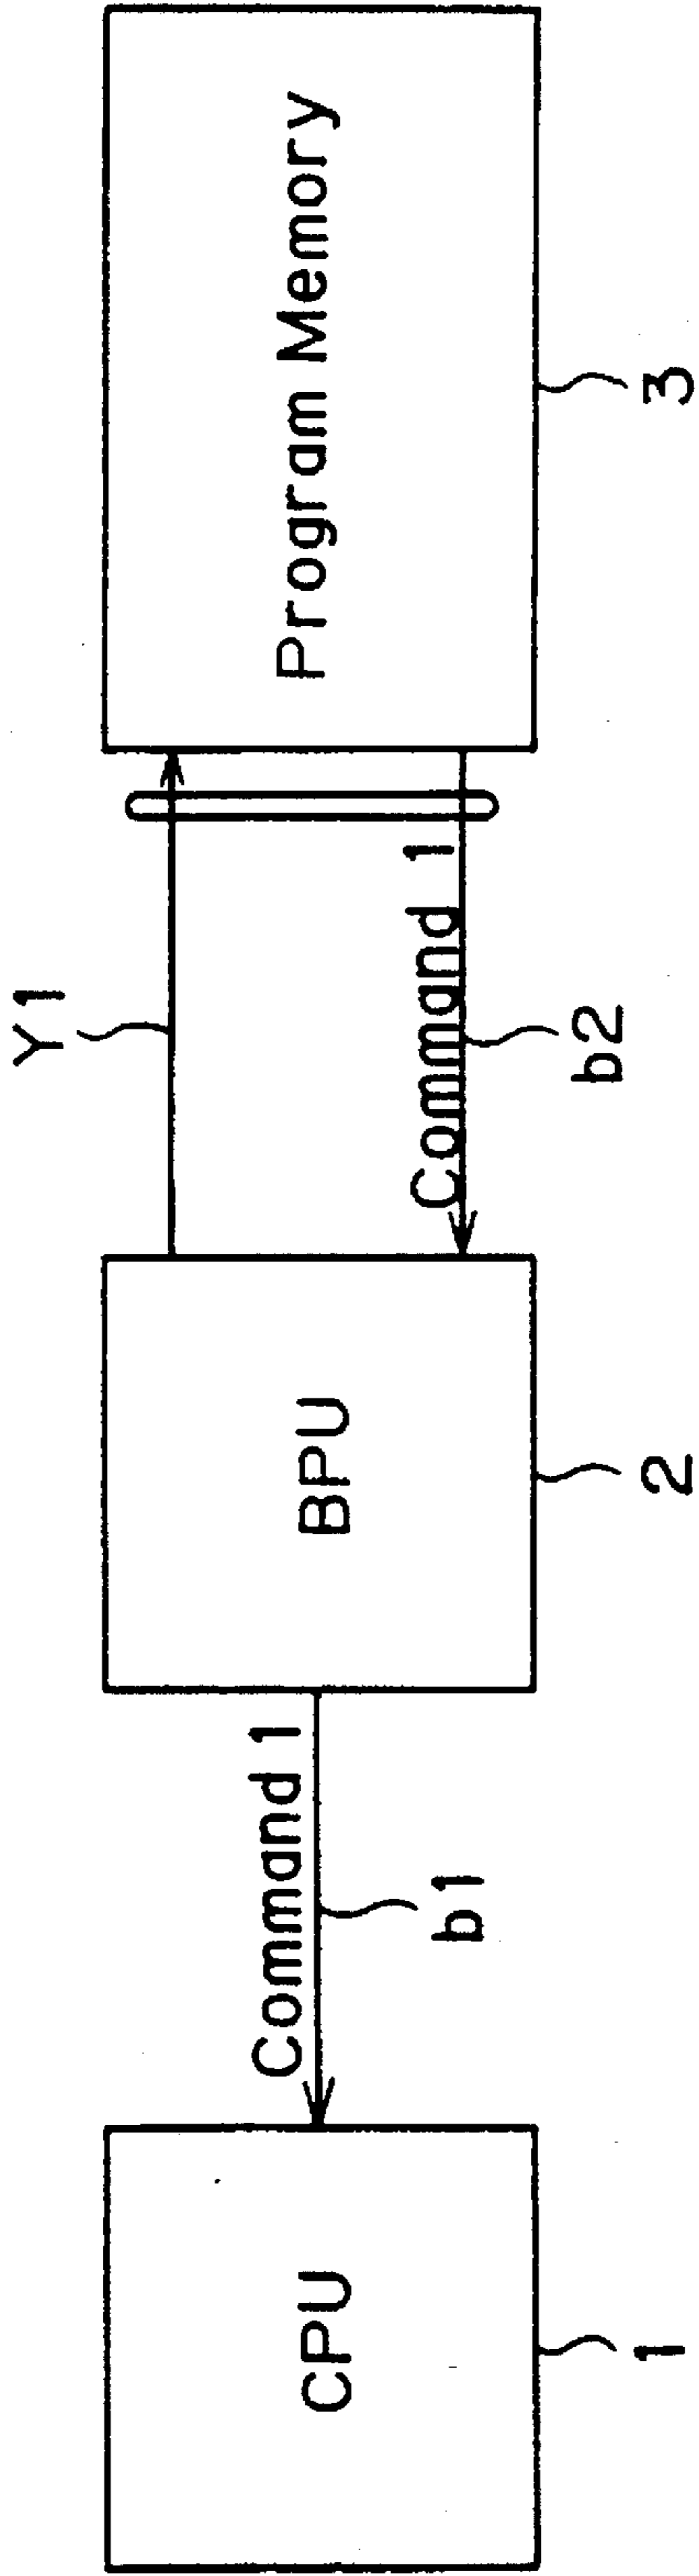 Y1
CPU
Command 1
BPU
Command 1
Program Memory
b1
b2
1
2
3